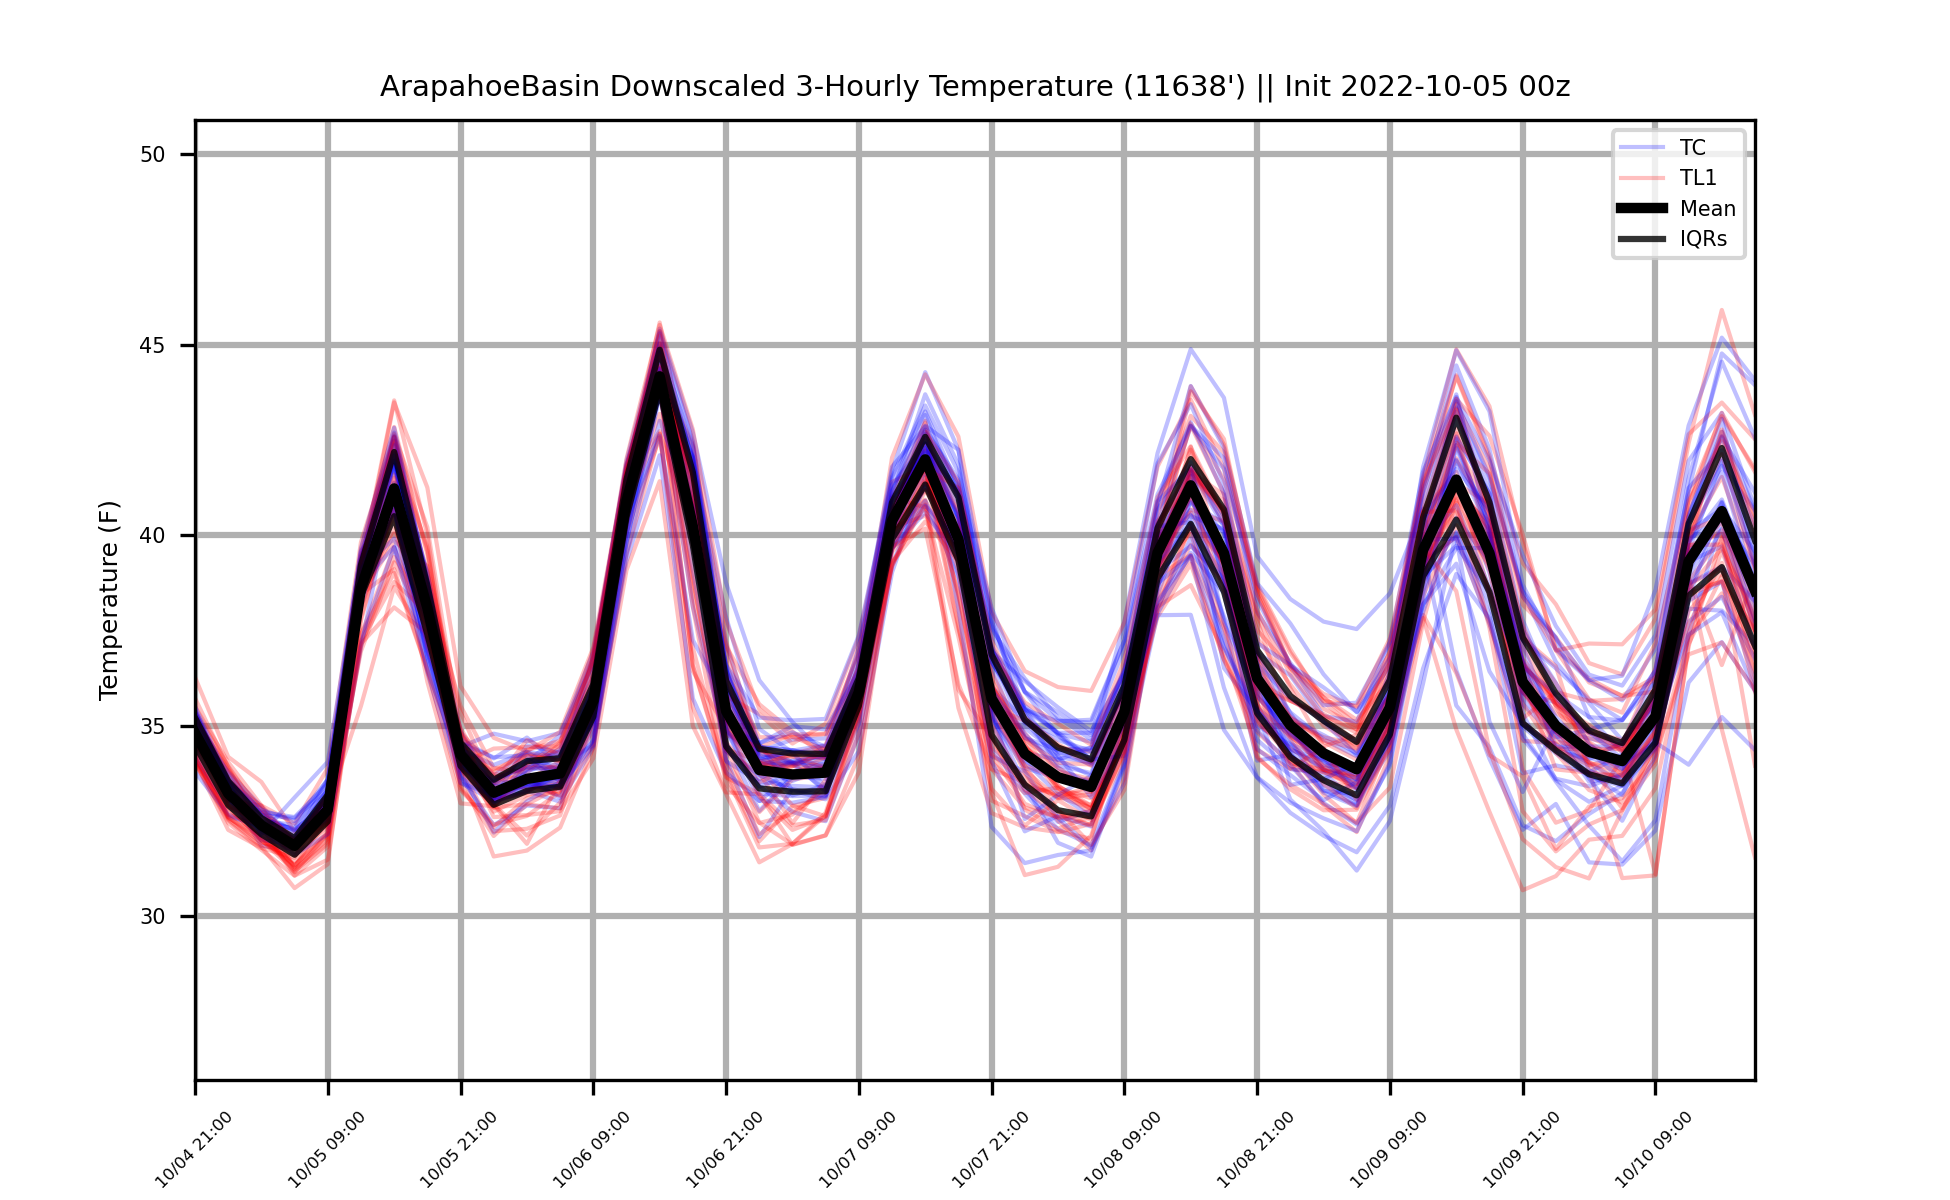 ArapahoeBasin Downscaled 3-Hourly Temperature (11638') || Init 2022-10-05 00z
TC
TL1
Mean
IQRs
Temperature (F)
50
45
40
35
30
10/04 21:00
10/05 09:00
10/05 21:00
10/06 09:00
10/06 21:00
10/07 09:00
10/07 21:00
10/08 09:00
10/08 21:00
10/09 09:00
10/09 21:00
10/10 09:00